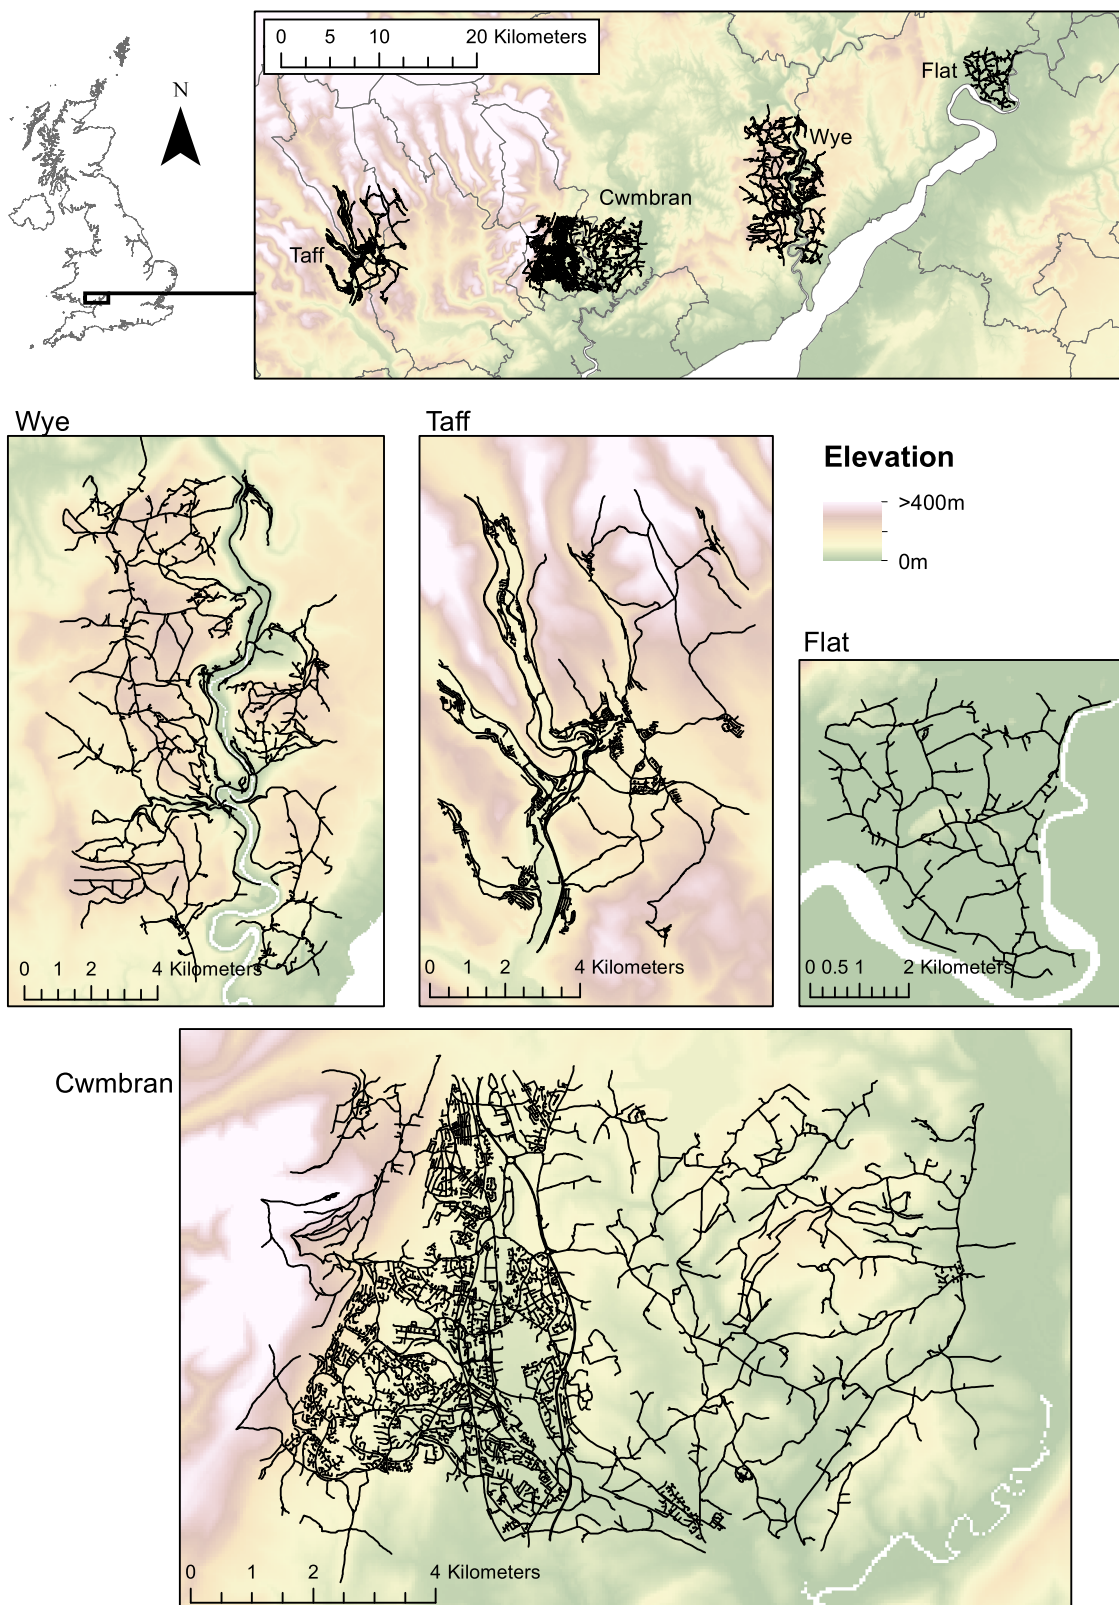 0 5 10 20 Kilometers
N
Flat
Wye
Cwmbran
Taff
Wye
Taff
Elevation
>400m
0m
Flat
0 1 2 4 Kilometers
0 1 2 4 Kilometers
0 0.5 1 2 Kilometers
Cwmbran
0 1 2 4 Kilometers